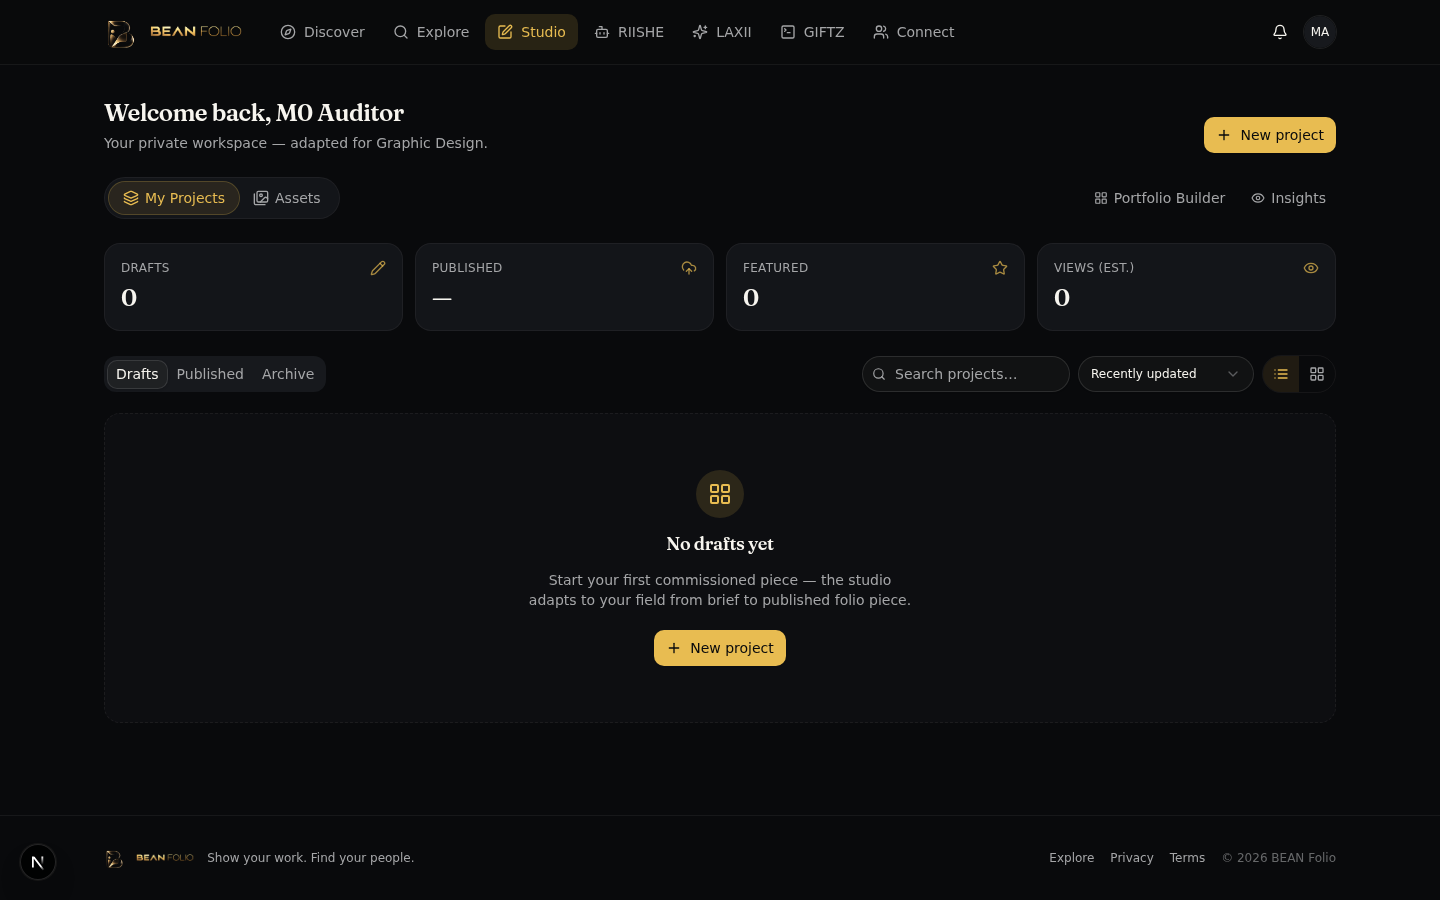 BEAN FOLIO
Discover
Explore
Studio
RIISHE
LAXII
GIFTZ
Connect
MA
Welcome back, M0 Auditor
Your private workspace — adapted for Graphic Design.
New project
My Projects
Assets
Portfolio Builder
Insights
DRAFTS
0
PUBLISHED
—
FEATURED
0
VIEWS (EST.)
0
Drafts
Published
Archive
Search projects...
Recently updated
No drafts yet
Start your first commissioned piece — the studio
adapts to your field from brief to published folio piece.
New project
N
BEAN FOLIO
Show your work. Find your people.
Explore
Privacy
Terms
© 2026 BEAN Folio